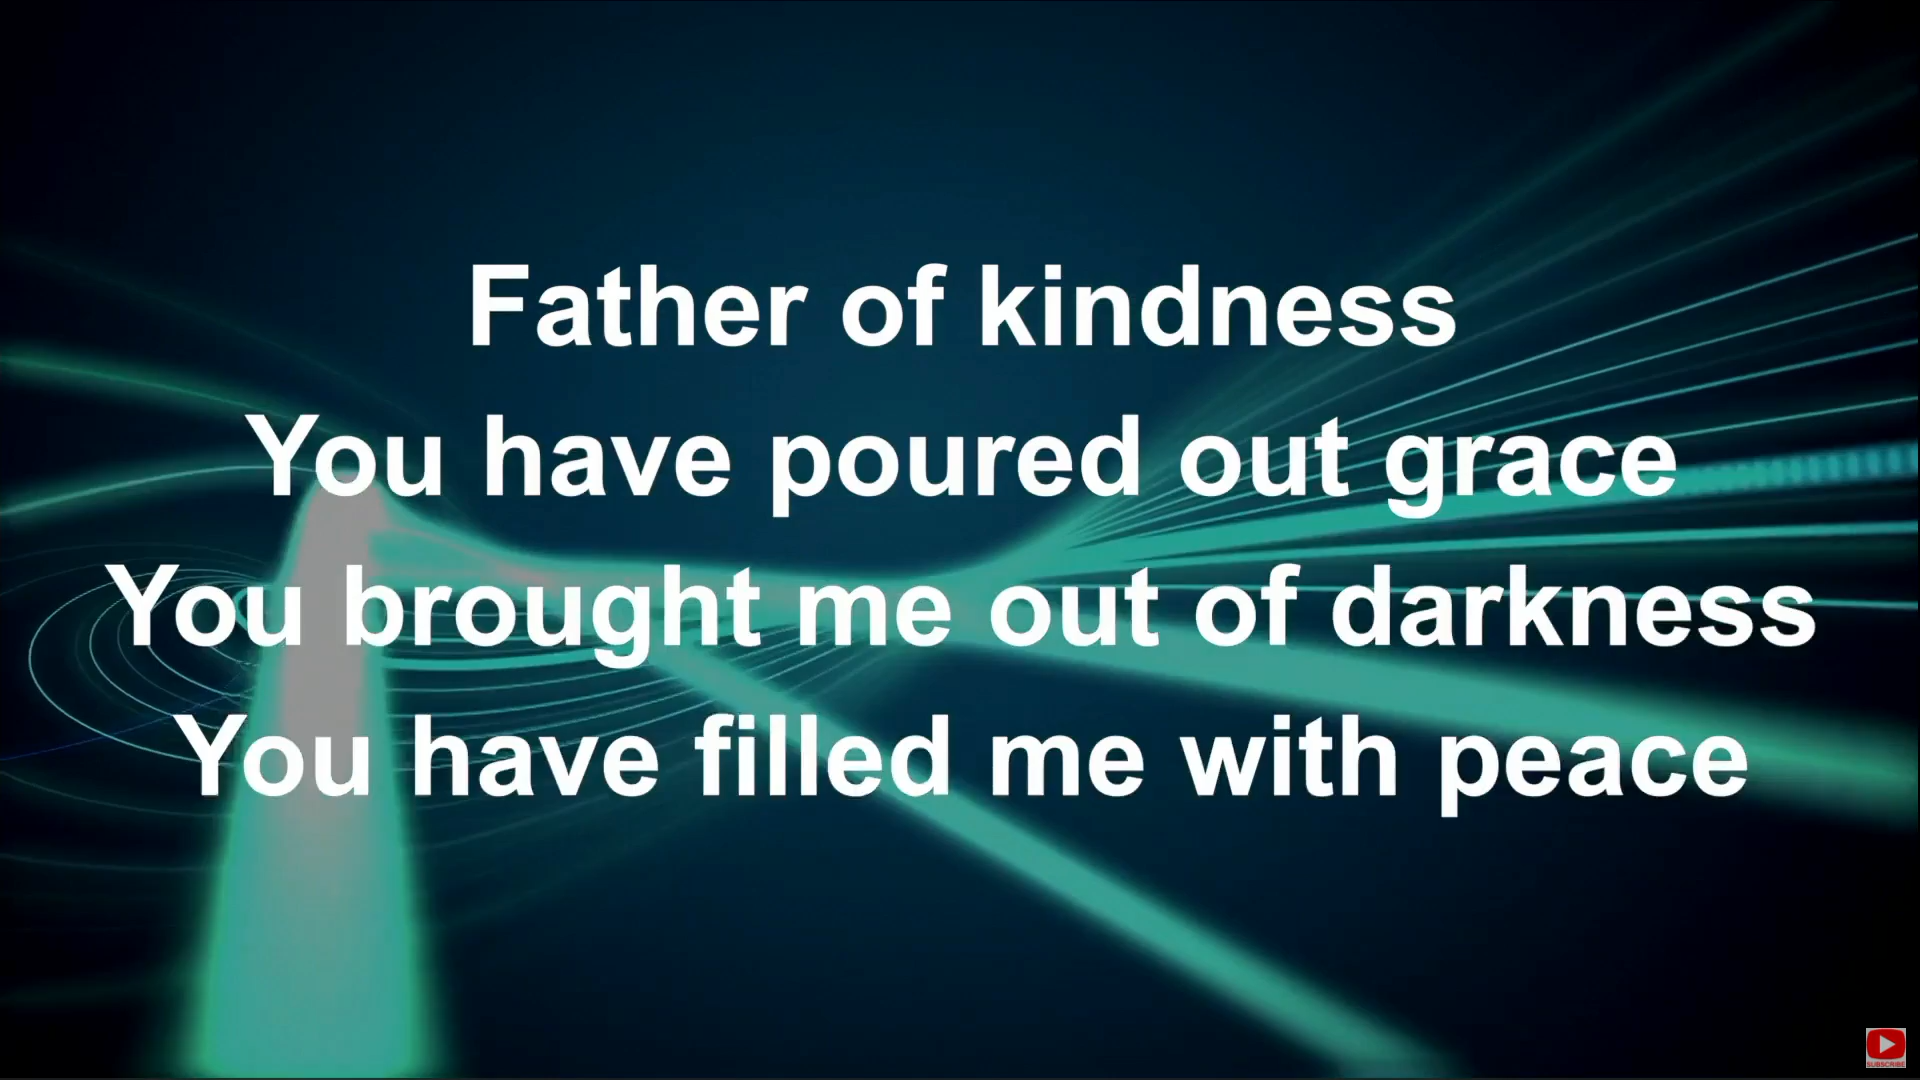 Father of kindness
You have poured out grace
You brought me out of darkness
You have filled me with peace
SUBSCRIBE